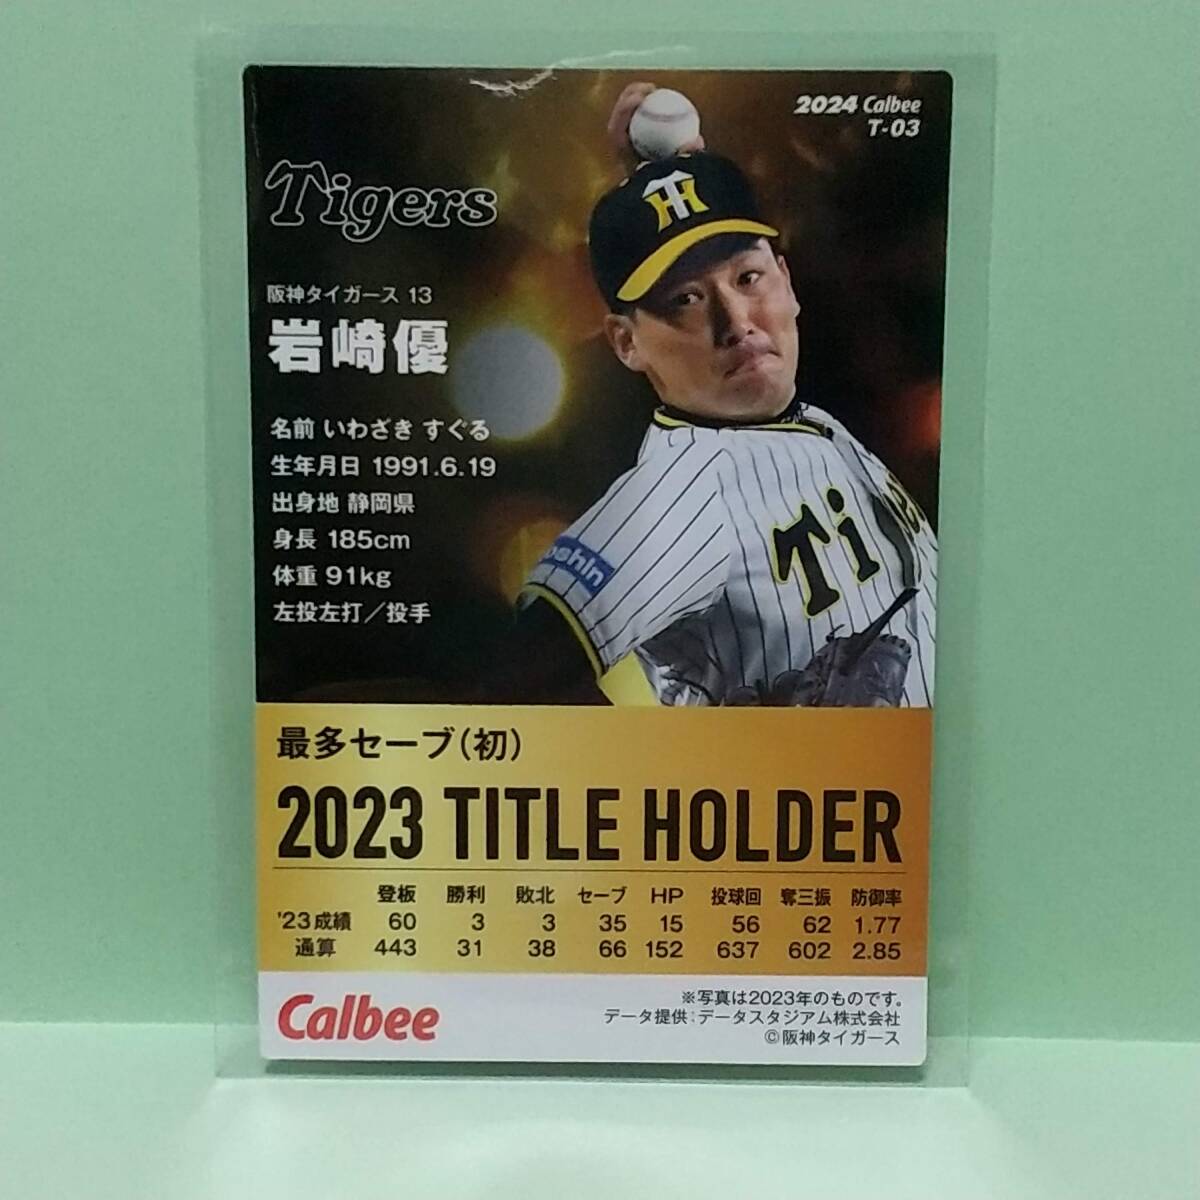 2024 Calbee
T-03
Tigers
阪神タイガース 13
岩崎優
名前 いわざき すぐる
生年月日 1991.6.19
出身地 静岡県
身長 185cm
体重 91kg
左投左打／投手
最多セーブ(初)
2023 TITLE HOLDER
登板 勝利 敗北 セーブ HP 投球回 奪三振 防御率
'23成績 60 3 3 35 15 56 62 1.77
通算 443 31 38 66 152 637 602 2.85
Calbee
※写真は2023年のものです。
データ提供：データスタジアム株式会社
©阪神タイガース